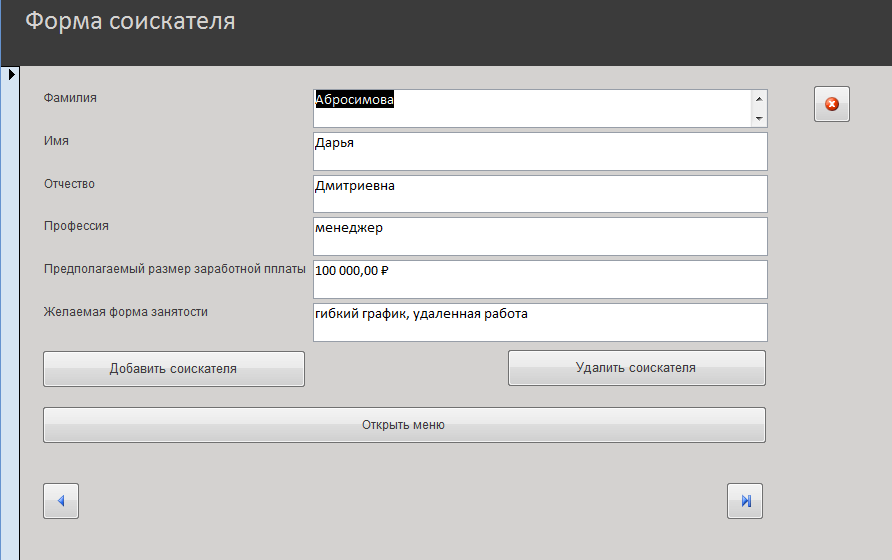 Форма соискателя
Фамилия Абросимова
Имя Дарья
Отчество Дмитриевна
Профессия менеджер
Предполагаемый размер заработной пплаты 100 000,00 ₽
Желаемая форма занятости гибкий график, удаленная работа
Добавить соискателя Удалить соискателя
Открыть меню